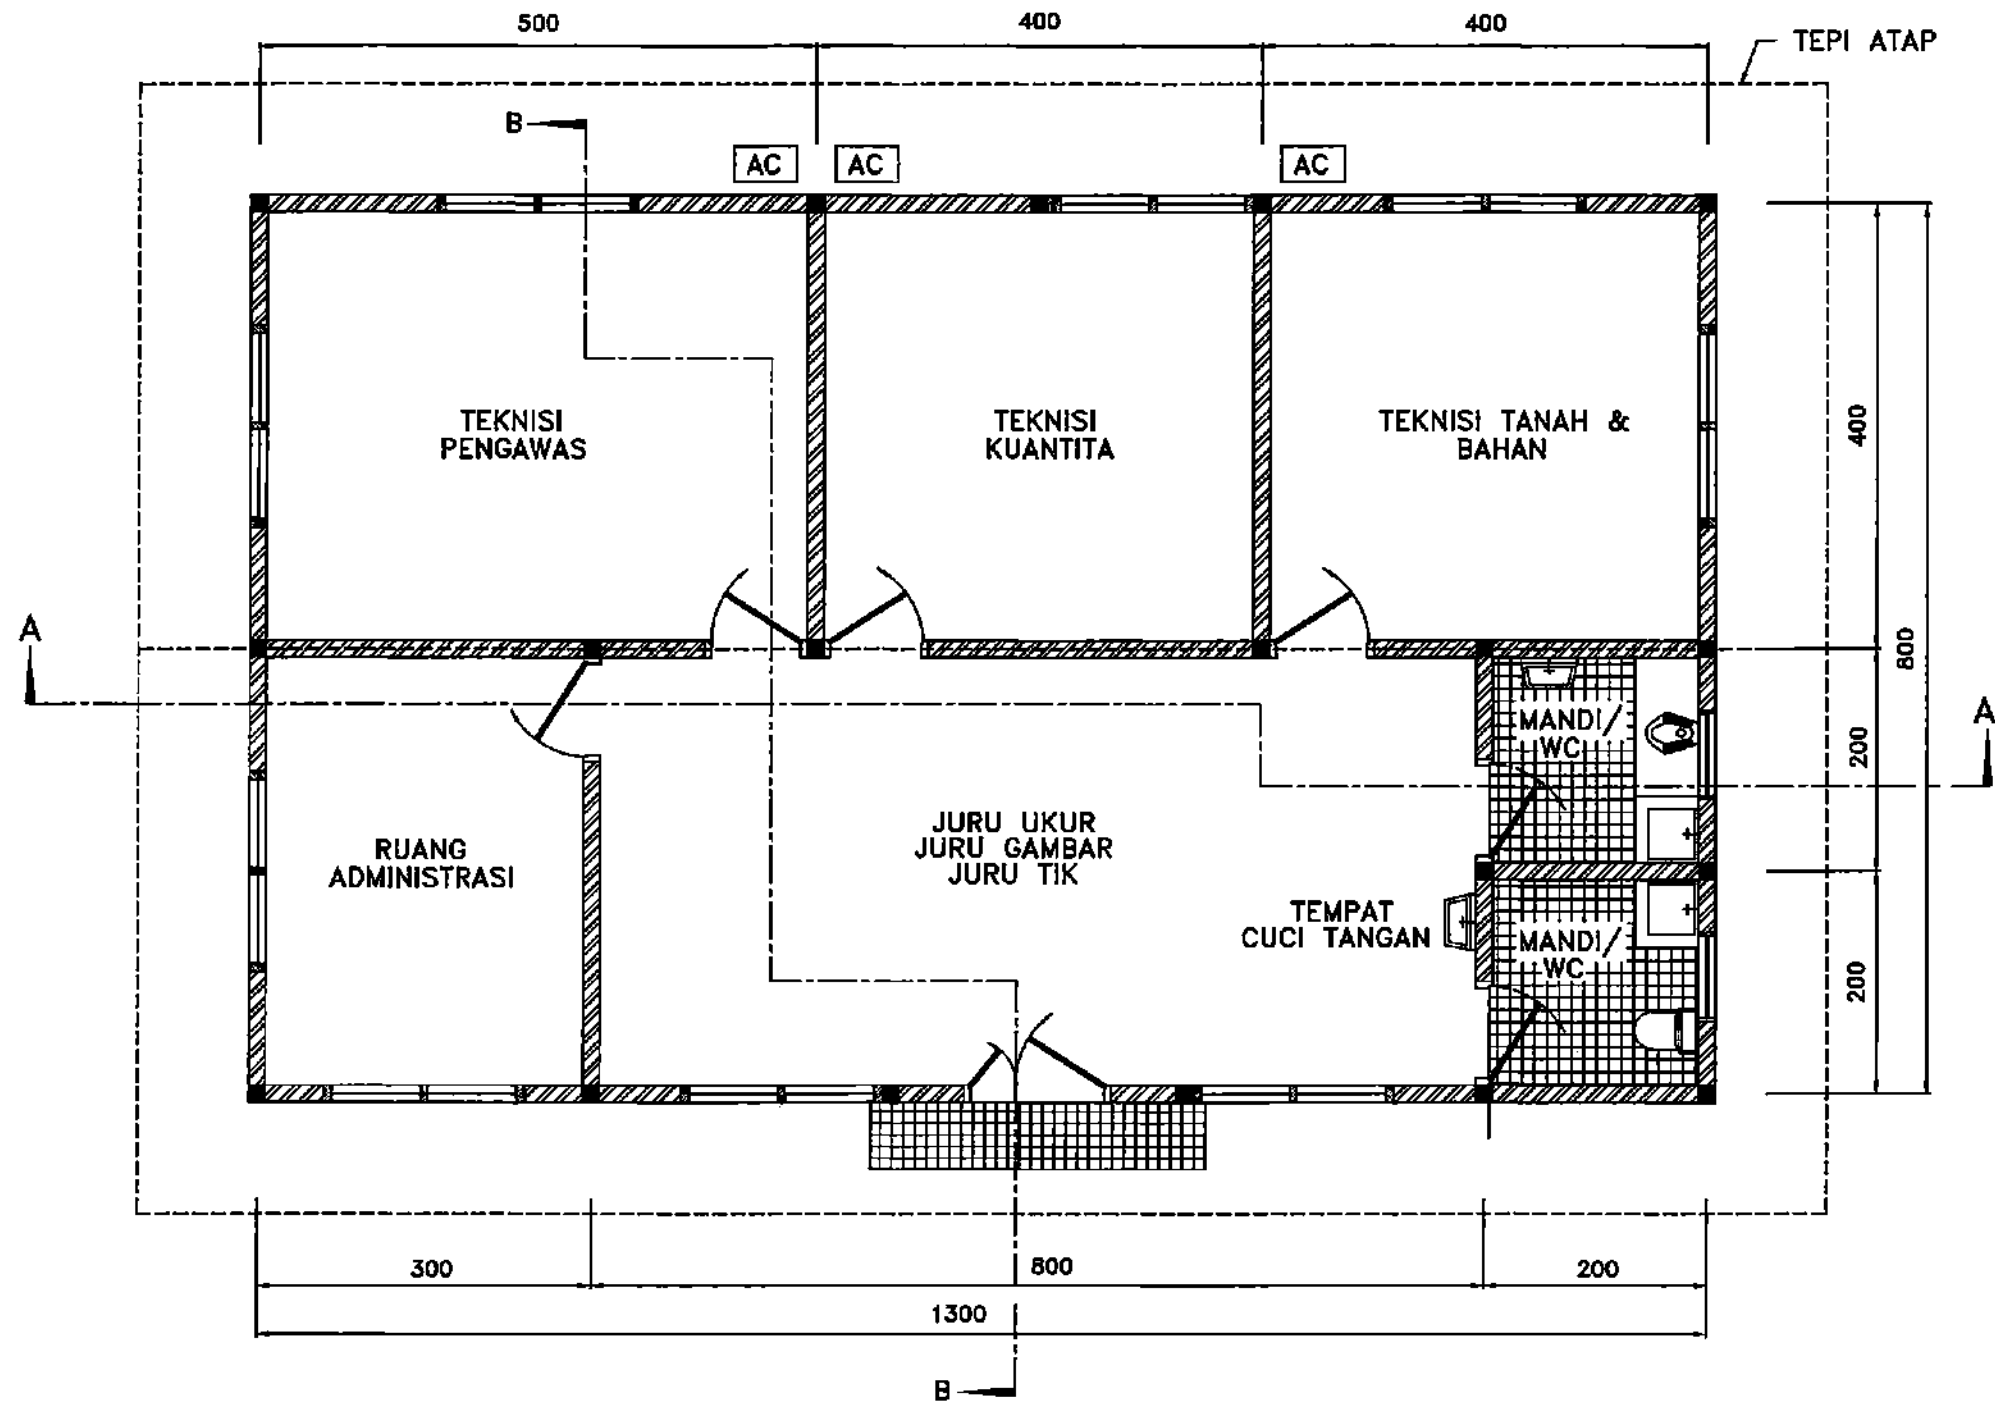 500
400
400
TEPI ATAP
B
AC
AC
AC
TEKNISI
PENGAWAS
TEKNISI
KUANTITA
TEKNISI TANAH &
BAHAN
400
800
A
A
MANDI/
WC
200
JURU UKUR
JURU GAMBAR
JURU TIK
RUANG
ADMINISTRASI
TEMPAT
CUCI TANGAN
MANDI/
WC
200
300
800
200
1300
B